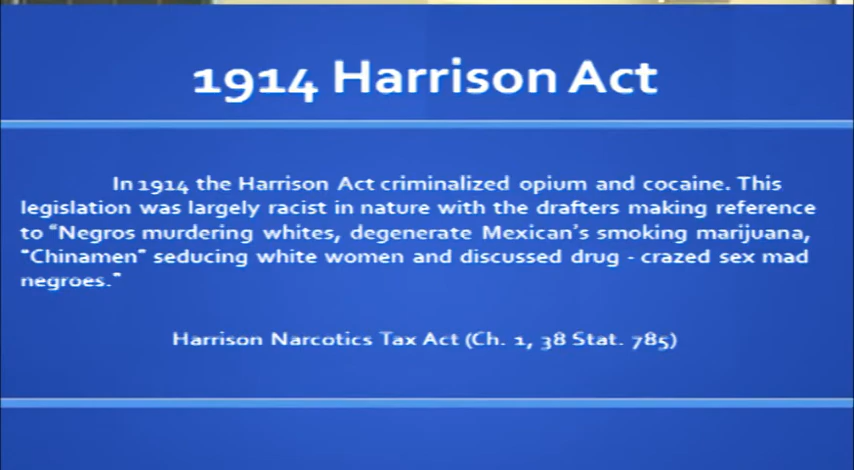 1914 Harrison Act
In 1914 the Harrison Act criminalized opium and cocaine. This
legislation was largely racist in nature with the drafters making reference
to “Negros murdering whites, degenerate Mexican’s smoking marijuana,
“Chinamen” seducing white women and discussed drug - crazed sex mad
negroes.”
Harrison Narcotics Tax Act (Ch. 1, 38 Stat. 785)